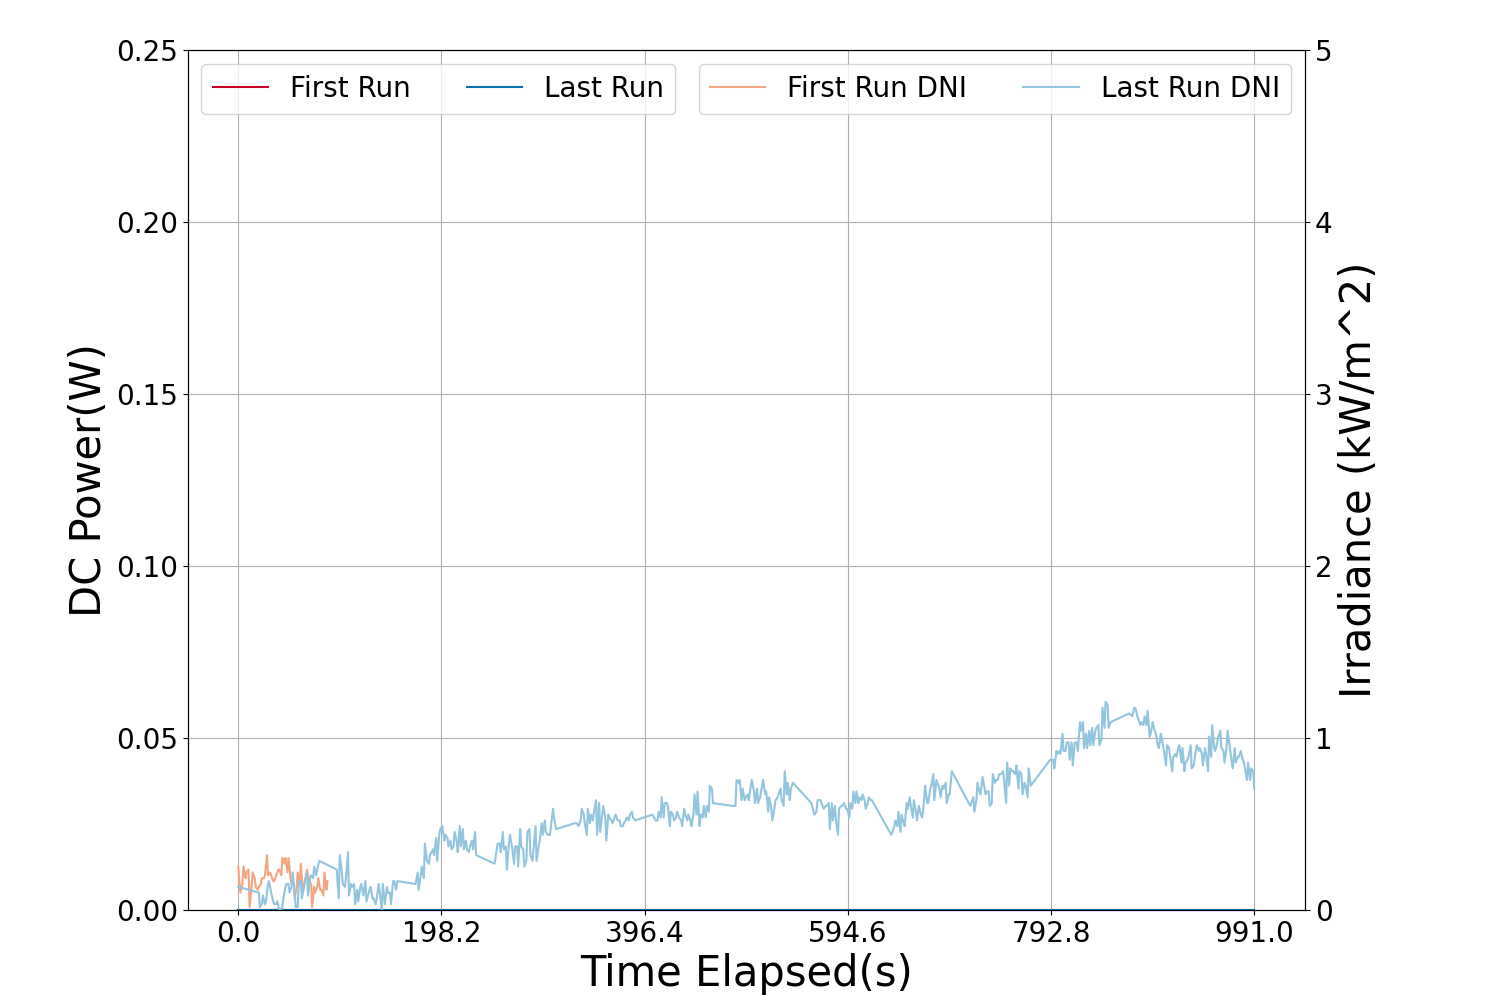 First Run
Last Run
First Run DNI
Last Run DNI
DC Power(W)
0.25
0.20
0.15
0.10
0.05
0.00
5
4
3
2
1
0
Irradiance (kW/m^2)
0.0 198.2 396.4 594.6 792.8 991.0
Time Elapsed(s)